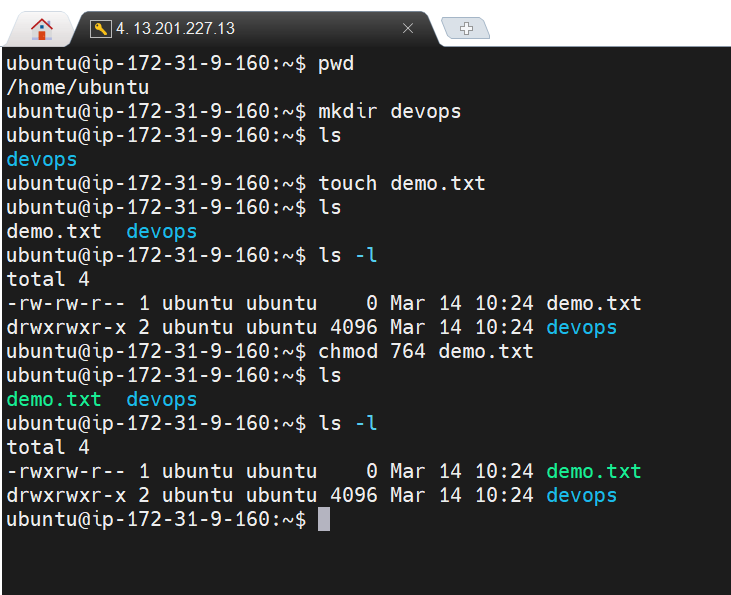 4. 13.201.227.13
ubuntu@ip-172-31-9-160:~$ pwd
/home/ubuntu
ubuntu@ip-172-31-9-160:~$ mkdir devops
ubuntu@ip-172-31-9-160:~$ ls
devops
ubuntu@ip-172-31-9-160:~$ touch demo.txt
ubuntu@ip-172-31-9-160:~$ ls
demo.txt  devops
ubuntu@ip-172-31-9-160:~$ ls -l
total 4
-rw-rw-r-- 1 ubuntu ubuntu    0 Mar 14 10:24 demo.txt
drwxrwxr-x 2 ubuntu ubuntu 4096 Mar 14 10:24 devops
ubuntu@ip-172-31-9-160:~$ chmod 764 demo.txt
ubuntu@ip-172-31-9-160:~$ ls
demo.txt  devops
ubuntu@ip-172-31-9-160:~$ ls -l
total 4
-rwxrw-r-- 1 ubuntu ubuntu    0 Mar 14 10:24 demo.txt
drwxrwxr-x 2 ubuntu ubuntu 4096 Mar 14 10:24 devops
ubuntu@ip-172-31-9-160:~$